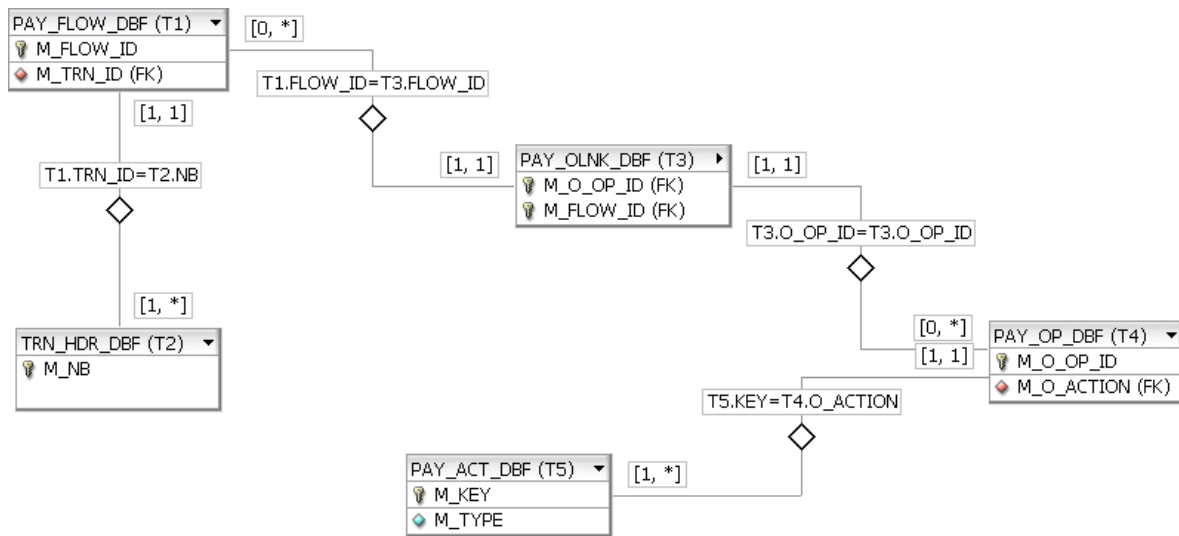 PAY_FLOW_DBF (T1)
M_FLOW_ID
M_TRN_ID (FK)
[0, *]
T1.FLOW_ID=T3.FLOW_ID
[1, 1]
T1.TRN_ID=T2.NB
[1, *]
TRN_HDR_DBF (T2)
M_NB
[1, 1]
PAY_OLNK_DBF (T3)
M_O_OP_ID (FK)
M_FLOW_ID (FK)
[1, 1]
T3.O_OP_ID=T3.O_OP_ID
[0, *]
[1, 1]
PAY_OP_DBF (T4)
M_O_OP_ID
M_O_ACTION (FK)
T5.KEY=T4.O_ACTION
[1, *]
PAY_ACT_DBF (T5)
M_KEY
M_TYPE